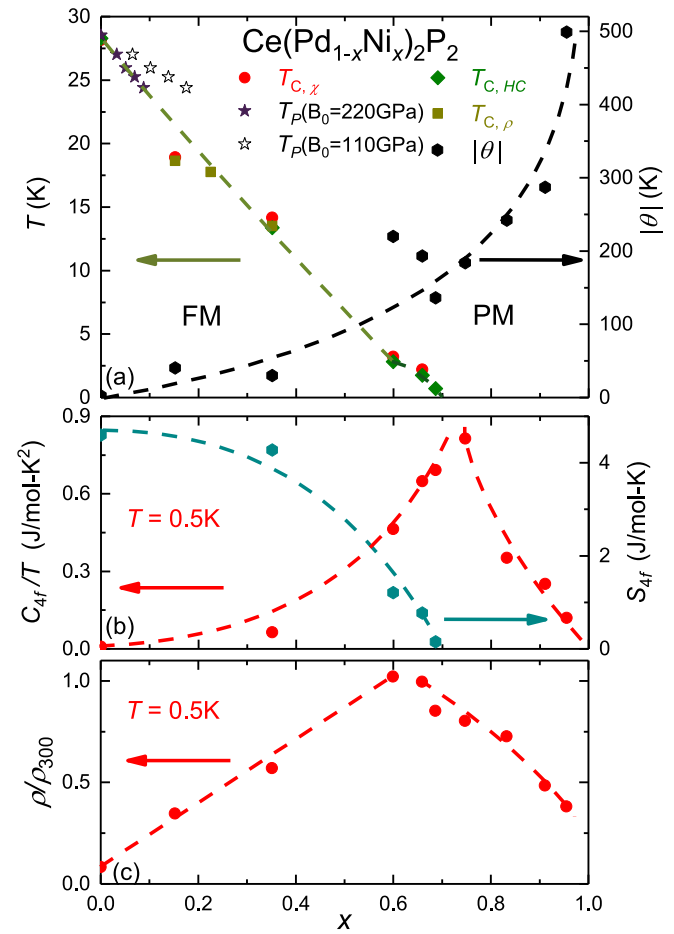 Ce(Pd1-xNix)2P2
TC, χ
TC, HC
TP(B0=220GPa)
TC, ρ
TP(B0=110GPa)
|θ|
30
25
20
15
10
5
0
T (K)
500
400
300
200
100
0
|θ| (K)
FM
PM
(a)
0.9
0.6
0.3
0.0
C4f /T (J/mol-K2)
T = 0.5K
4
2
0
S4f (J/mol-K)
(b)
1.0
0.5
0.0
ρ/ρ300
T = 0.5K
(c)
0.0 0.2 0.4 0.6 0.8 1.0
x